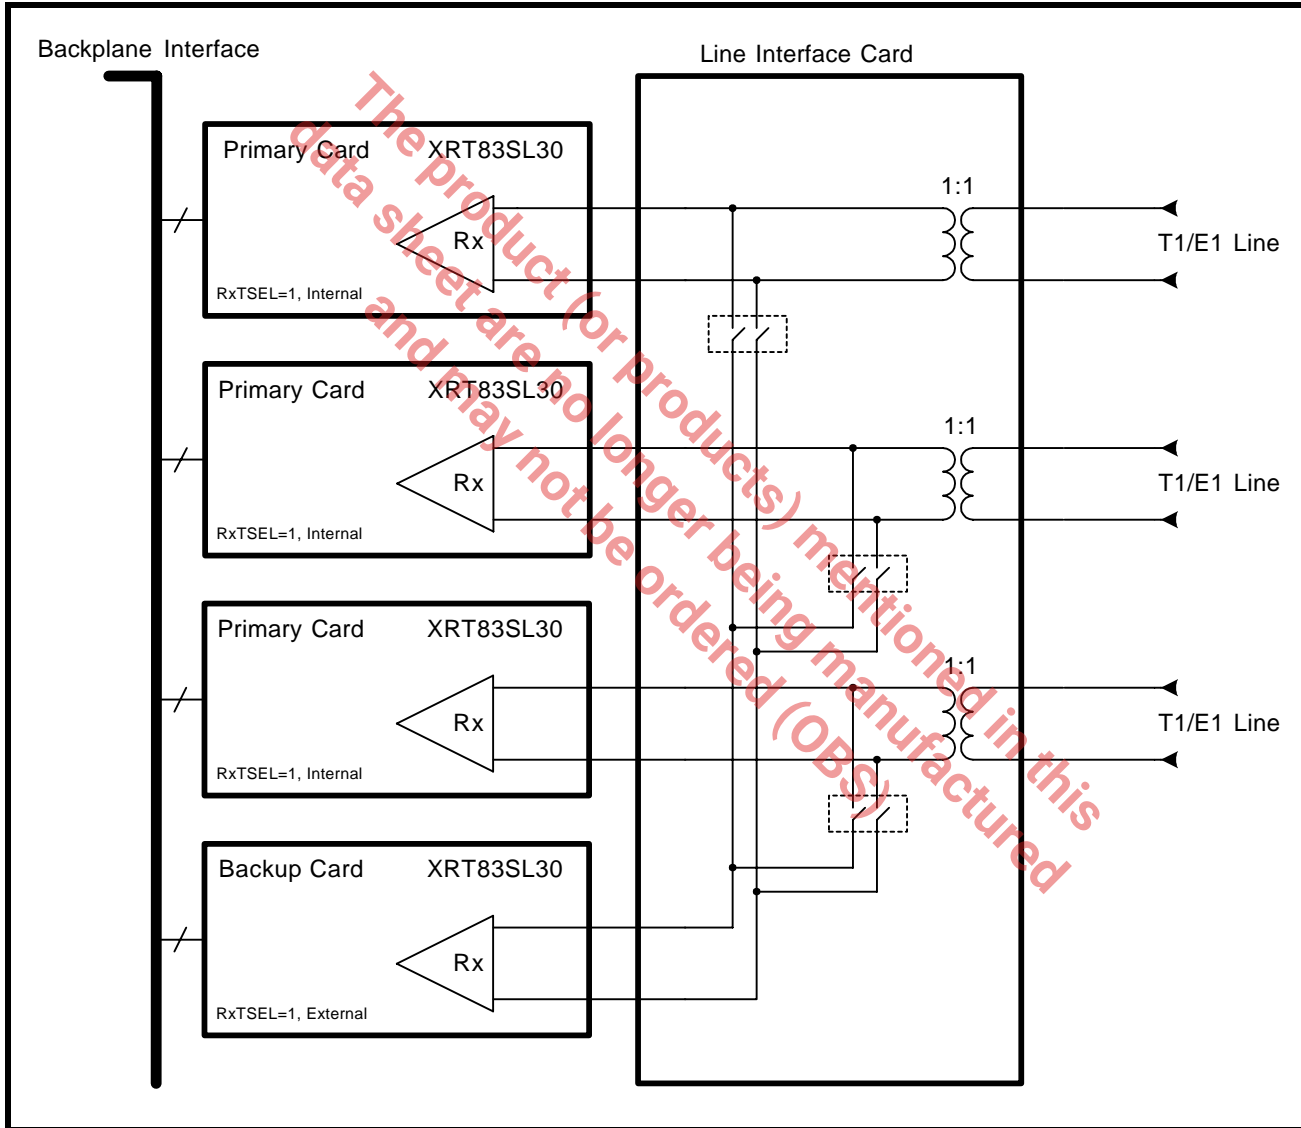 Backplane Interface
Line Interface Card
Primary Card XRT83SL30
1:1
Rx
T1/E1 Line
RxTSEL=1, Internal
Primary Card XRT83SL30
1:1
Rx
T1/E1 Line
RxTSEL=1, Internal
Primary Card XRT83SL30
1:1
Rx
T1/E1 Line
RxTSEL=1, Internal
Backup Card XRT83SL30
Rx
RxTSEL=1, External
The product (or products) mentioned in this
data sheet are no longer being manufactured
and may not be ordered (OBS)